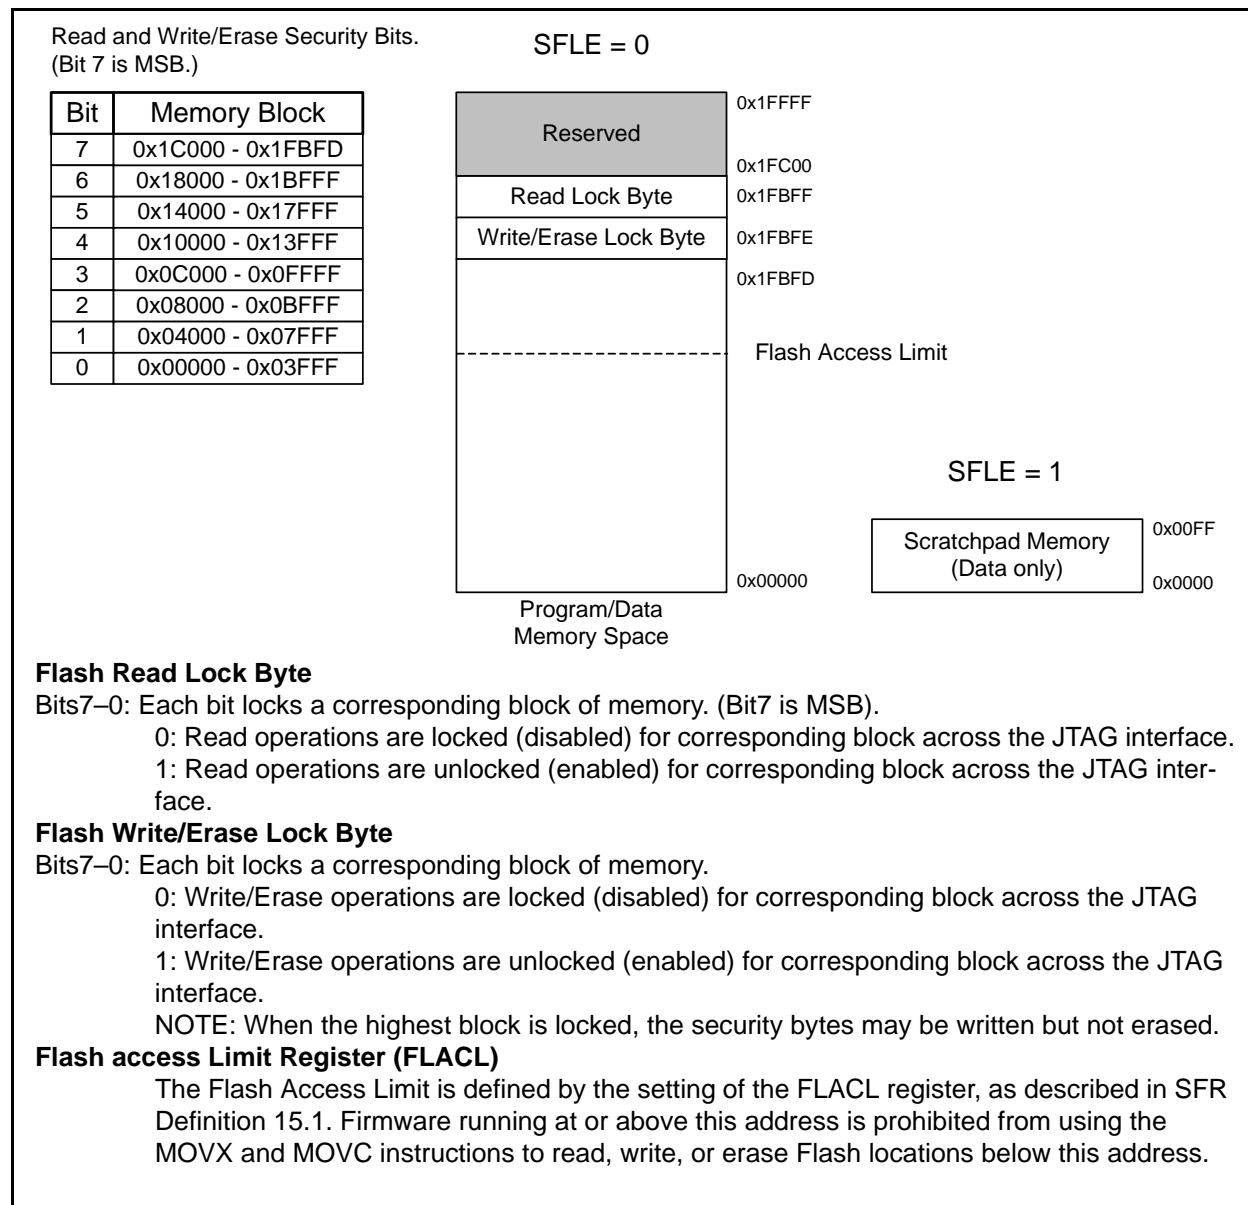 Read and Write/Erase Security Bits.
(Bit 7 is MSB.)
SFLE = 0
Bit Memory Block
7 0x1C000 - 0x1FBFD
6 0x18000 - 0x1BFFF
5 0x14000 - 0x17FFF
4 0x10000 - 0x13FFF
3 0x0C000 - 0x0FFFF
2 0x08000 - 0x0BFFF
1 0x04000 - 0x07FFF
0 0x00000 - 0x03FFF
Reserved
0x1FFFF
0x1FC00
Read Lock Byte 0x1FBFF
Write/Erase Lock Byte 0x1FBFE
0x1FBFD
Flash Access Limit
0x00000
Program/Data
Memory Space
SFLE = 1
Scratchpad Memory
(Data only)
0x00FF
0x0000
Flash Read Lock Byte
Bits7–0: Each bit locks a corresponding block of memory. (Bit7 is MSB).
0: Read operations are locked (disabled) for corresponding block across the JTAG interface.
1: Read operations are unlocked (enabled) for corresponding block across the JTAG inter-
face.
Flash Write/Erase Lock Byte
Bits7–0: Each bit locks a corresponding block of memory.
0: Write/Erase operations are locked (disabled) for corresponding block across the JTAG
interface.
1: Write/Erase operations are unlocked (enabled) for corresponding block across the JTAG
interface.
NOTE: When the highest block is locked, the security bytes may be written but not erased.
Flash access Limit Register (FLACL)
The Flash Access Limit is defined by the setting of the FLACL register, as described in SFR
Definition 15.1. Firmware running at or above this address is prohibited from using the
MOVX and MOVC instructions to read, write, or erase Flash locations below this address.